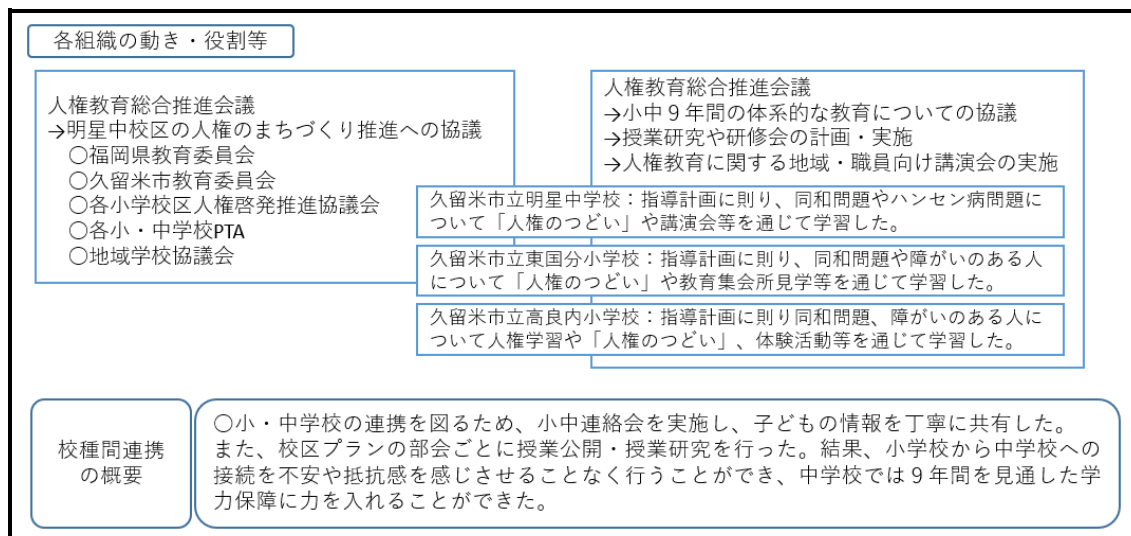 各組織の動き・役割等
人権教育総合推進会議
→明星中校区の人権のまちづくり推進への協議
○福岡県教育委員会
○久留米市教育委員会
○各小学校区人権啓発推進協議会
○各小・中学校PTA
○地域学校協議会
人権教育総合推進会議
→小中９年間の体系的な教育についての協議
→授業研究や研修会の計画・実施
→人権教育に関する地域・職員向け講演会の実施
久留米市立明星中学校：指導計画に則り、同和問題やハンセン病問題に
ついて「人権のつどい」や講演会等を通じて学習した。
久留米市立東国分小学校：指導計画に則り、同和問題や障がいのある人
について「人権のつどい」や教育集会所見学等を通じて学習した。
久留米市立高良内小学校：指導計画に則り同和問題、障がいのある人に
ついて人権学習や「人権のつどい」、体験活動等を通じて学習した。
校種間連携
の概要
○小・中学校の連携を図るため、小中連絡会を実施し、子どもの情報を丁寧に共有した。
また、校区プランの部会ごとに授業公開・授業研究を行った。結果、小学校から中学校への
接続を不安や抵抗感を感じさせることなく行うことができ、中学校では９年間を見通した学
力保障に力を入れることができた。